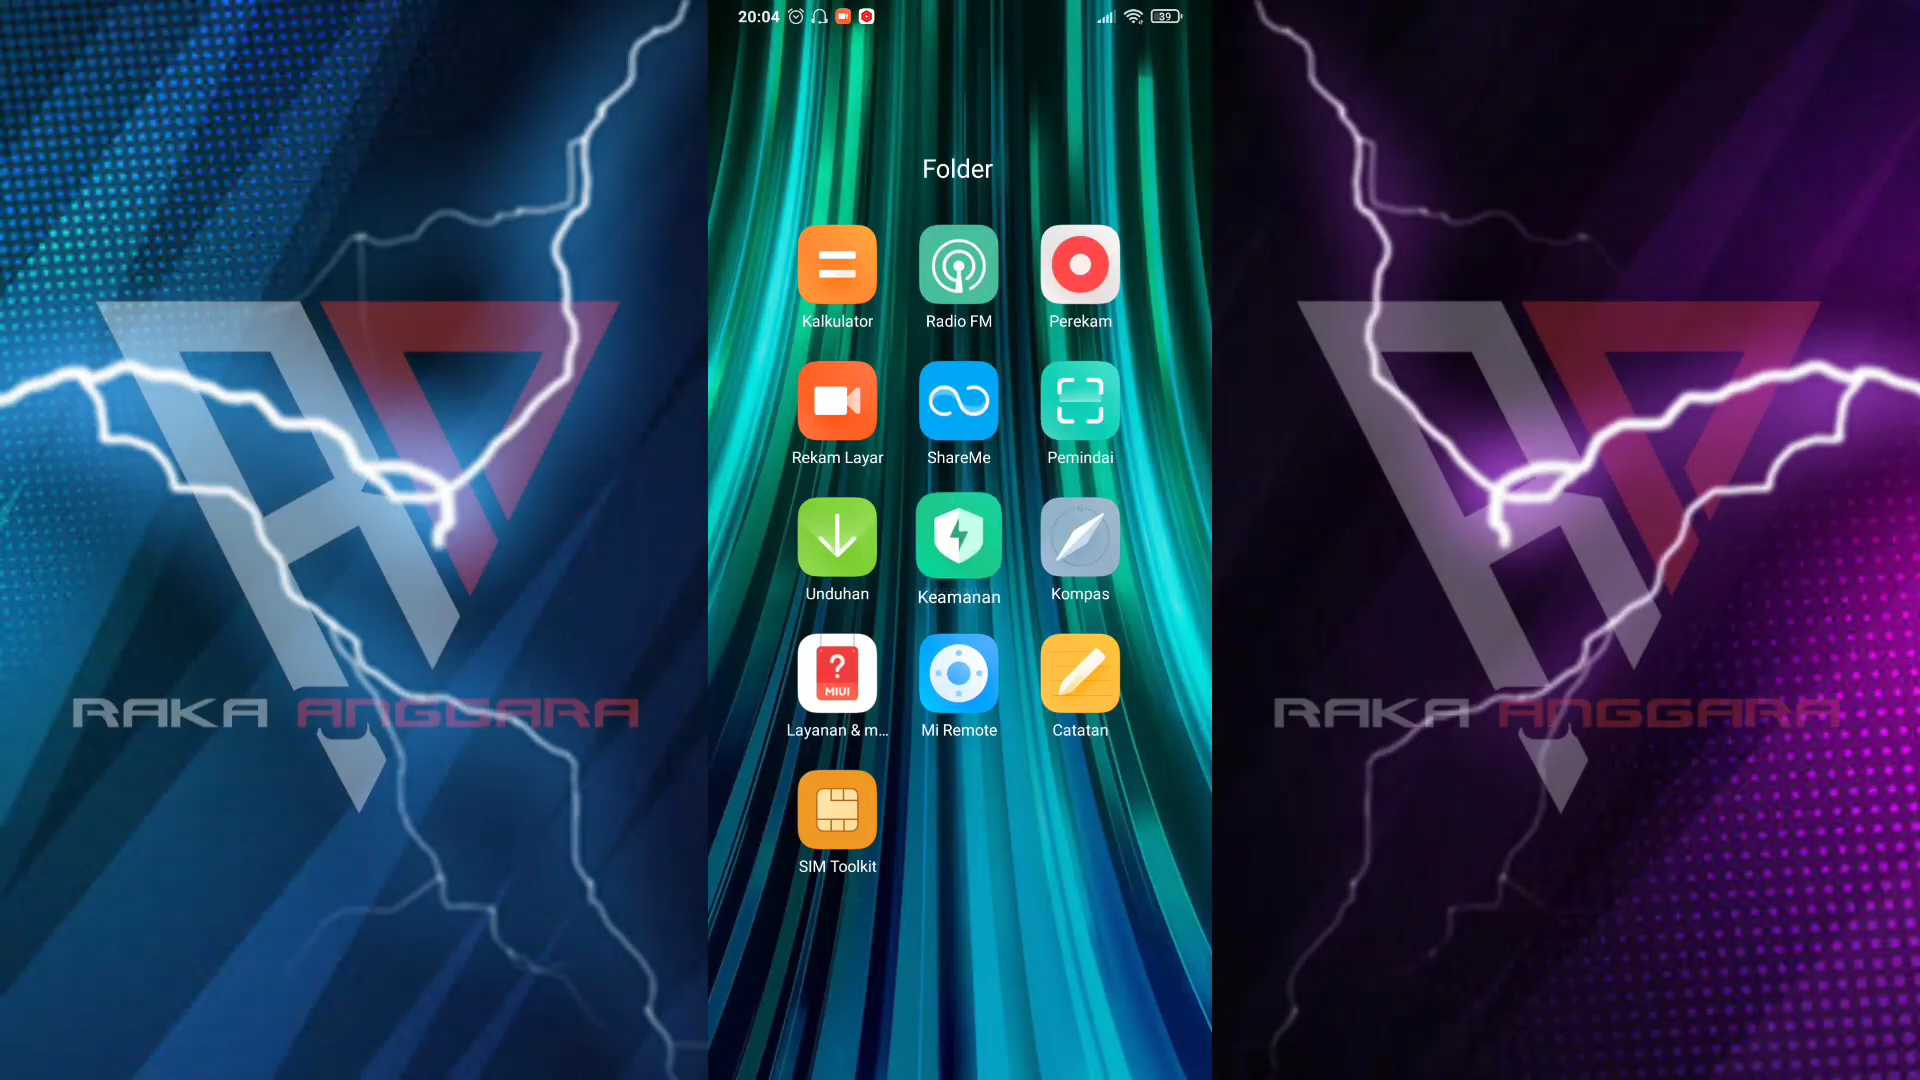 20:04
39
Folder
Kalkulator
Radio FM
Perekam
Rekam Layar
ShareMe
Pemindai
Unduhan
Keamanan
Kompas
?
MIUI
Layanan & m...
Mi Remote
Catatan
SIM Toolkit
RAKA ANGGARA
RAKA ANGGARA